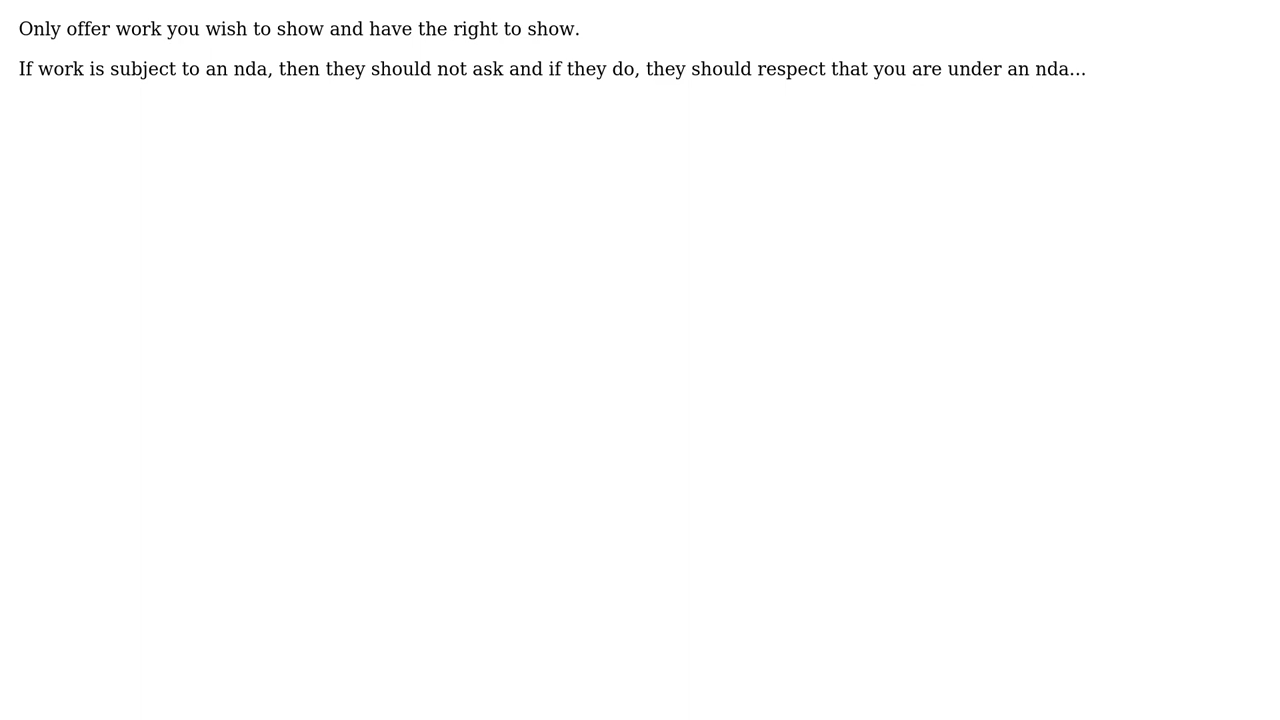 Only offer work you wish to show and have the right to show.
If work is subject to an nda, then they should not ask and if they do, they should respect that you are under an nda...